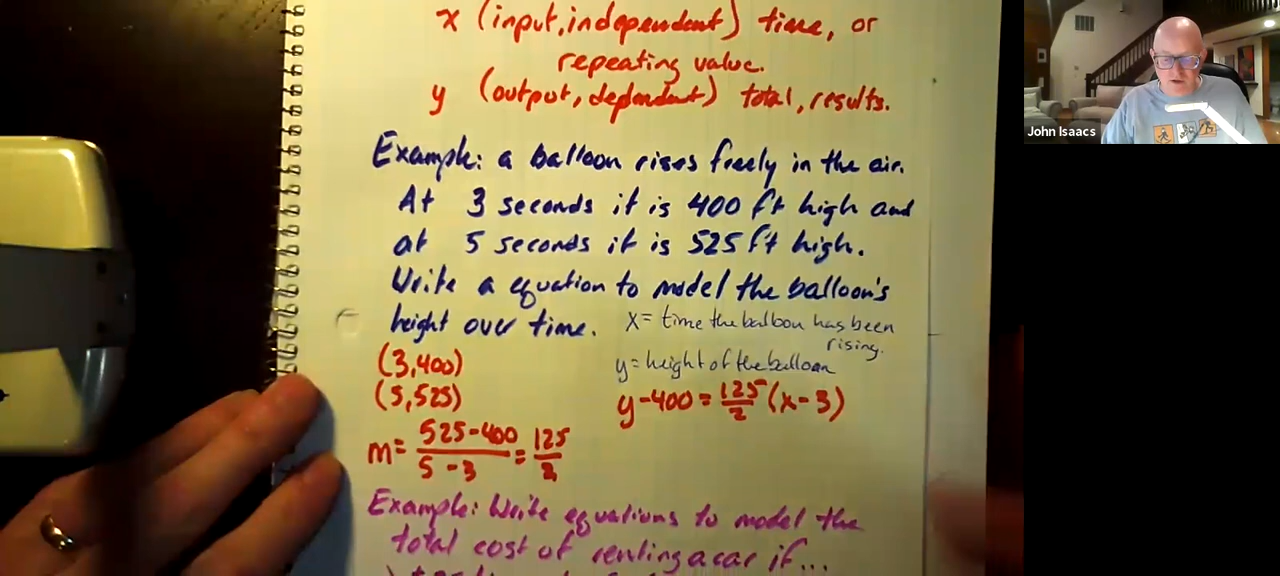 x (input, independent) time, or
repeating value.
y (output, dependent) total, results.
Example: a balloon rises freely in the air.
At 3 seconds it is 400 ft high and
at 5 seconds it is 525 ft high.
Write a equation to model the balloon's
height over time.
x = time the balloon has been
rising.
y = height of the balloon
(3,400)
(5,525)
y-400 = 125/2 (x-3)
m = 525-400 / 5-3 = 125/2
Example: Write equations to model the
total cost of renting a car if...
John Isaacs